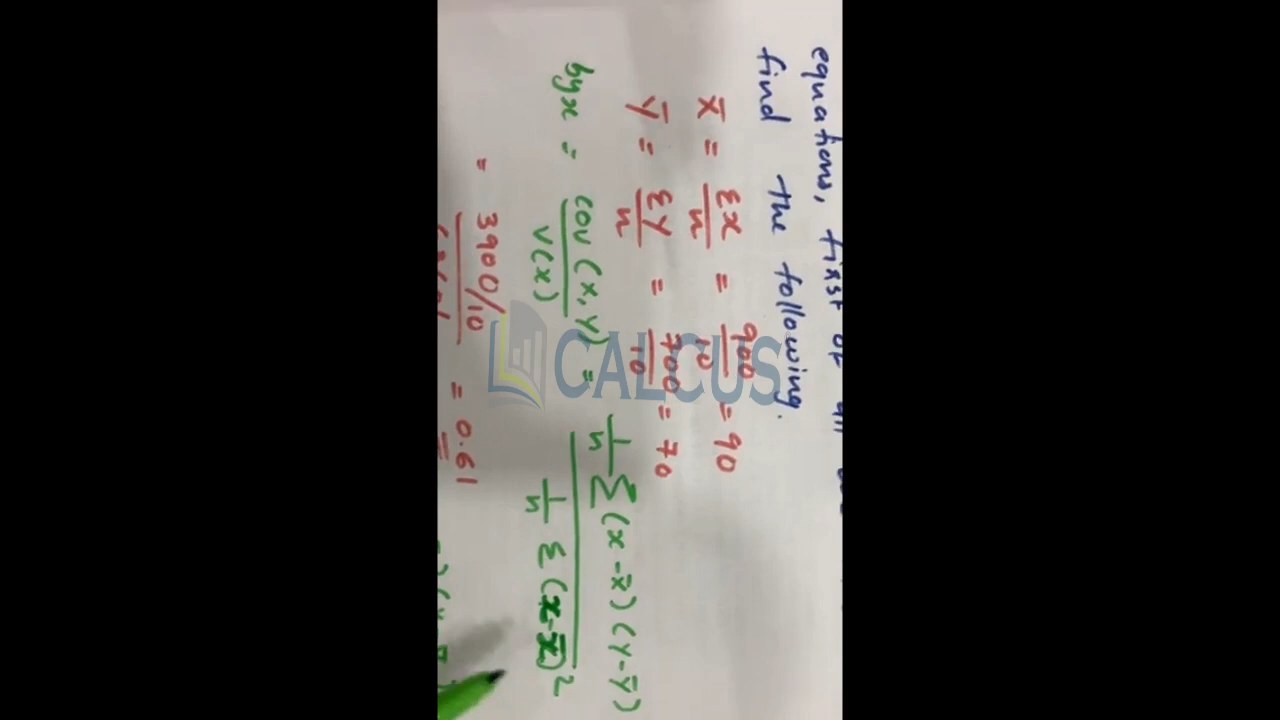 equations, first of all
find the following.
x̄ = Σx/n = 900/10 = 90
ȳ = Σy/n = 700/10 = 70
byx = cov(x,y)/v(x) = 1/n Σ(x-x̄)(y-ȳ) / 1/n Σ(x-x̄)²
= 3900/10 = 0.61
CALCUS